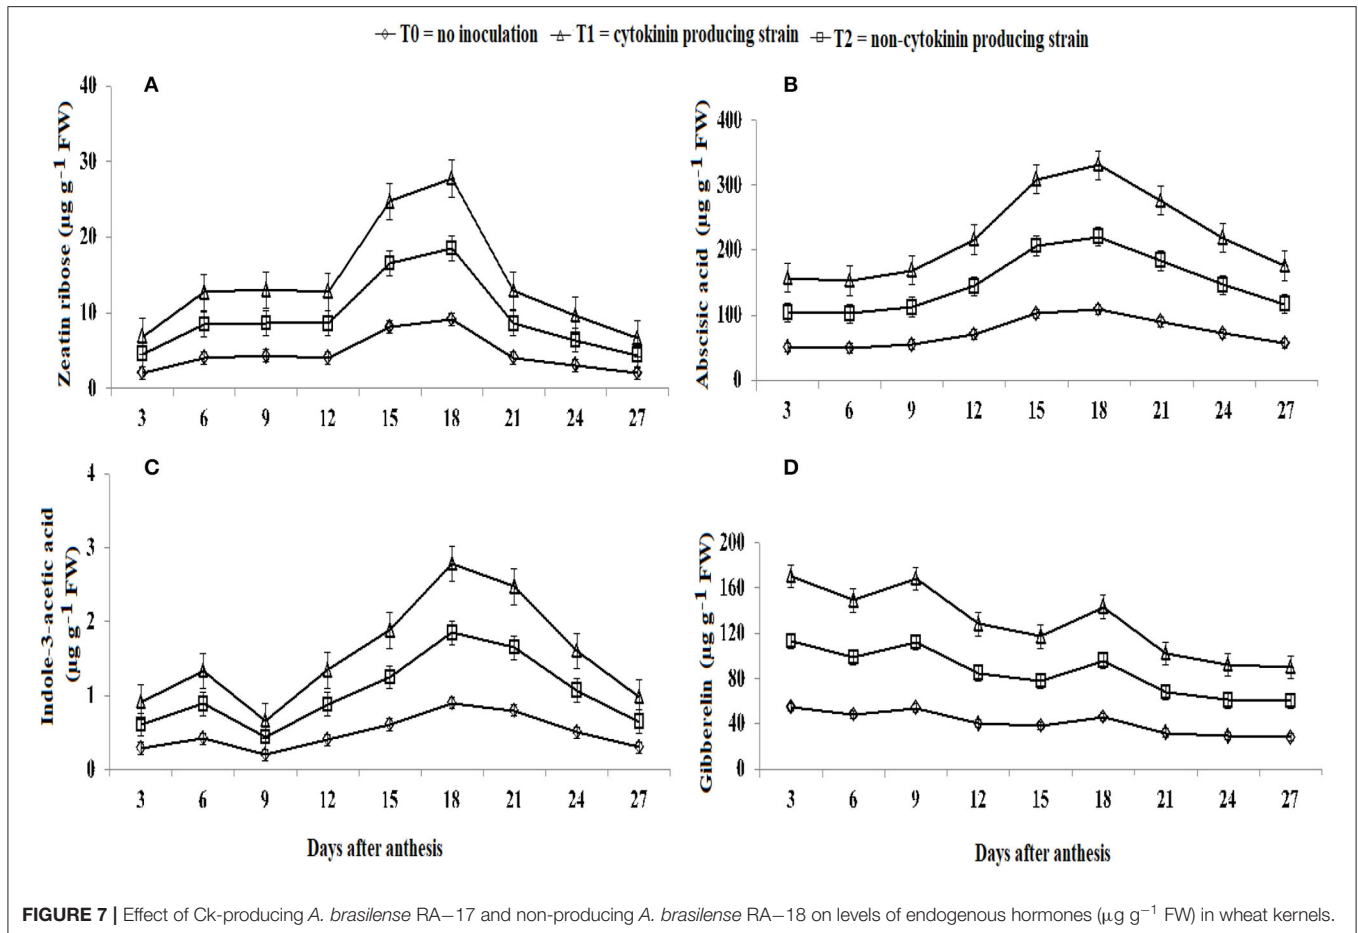 T0 = no inoculation T1 = cytokinin producing strain T2 = non-cytokinin producing strain
A
Zeatin ribose (µg g⁻¹ FW)
40
30
20
10
0
3 6 9 12 15 18 21 24 27
B
Abscisic acid (µg g⁻¹ FW)
400
300
200
100
0
3 6 9 12 15 18 21 24 27
C
Indole-3-acetic acid
(µg g⁻¹ FW)
4
3
2
1
0
3 6 9 12 15 18 21 24 27
Days after anthesis
D
Gibberelin (µg g⁻¹ FW)
200
160
120
80
40
0
3 6 9 12 15 18 21 24 27
Days after anthesis
FIGURE 7 | Effect of Ck-producing A. brasilense RA−17 and non-producing A. brasilense RA−18 on levels of endogenous hormones (µg g⁻¹ FW) in wheat kernels.